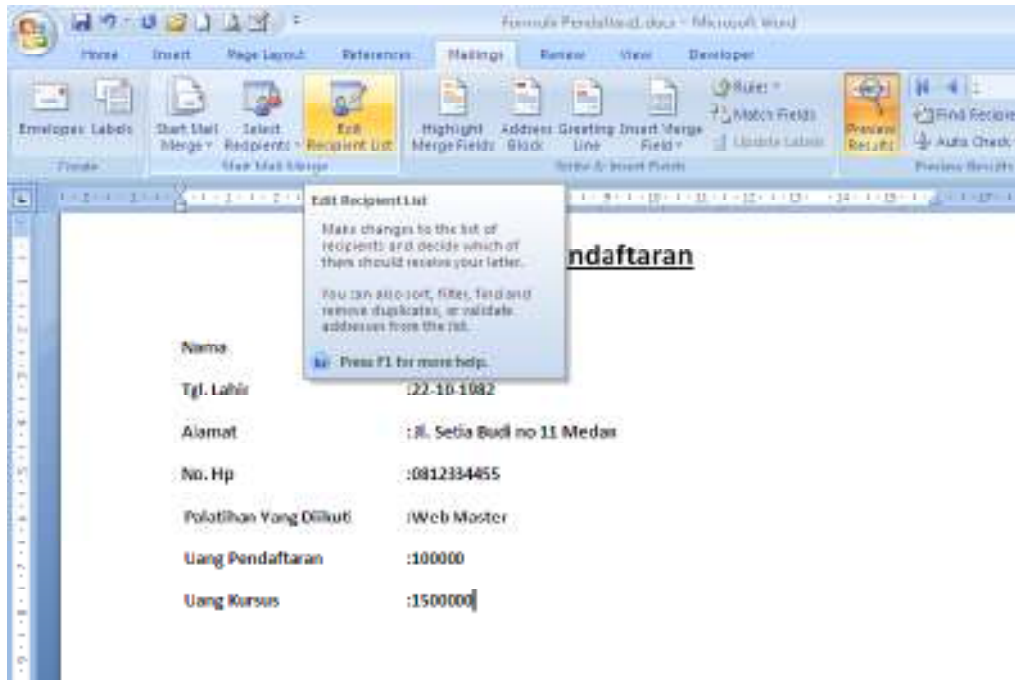 Formulir Pendaftaran.docx - Microsoft Word
Home Insert Page Layout References Mailings Review View Developer
Envelopes Labels Start Mail Merge Select Recipients Edit Recipient List Highlight Merge Fields Address Block Greeting Line Insert Merge Field Rules Match Fields Update Labels Preview Results Find Recipie Auto Check
Create Start Mail Merge Write & Insert Fields Preview Results
Edit Recipient List
Make changes to the list of
recipients and decide which of
them should receive your letter.
You can also sort, filter, find and
remove duplicates, or validate
addresses from the list.
Press F1 for more help.
ndaftaran
Nama
Tgl. Lahir :22-10-1982
Alamat :Jl. Setia Budi no 11 Medan
No. Hp :0812334455
Palatihan Yang Diikuti :Web Master
Uang Pendaftaran :100000
Uang Kursus :1500000